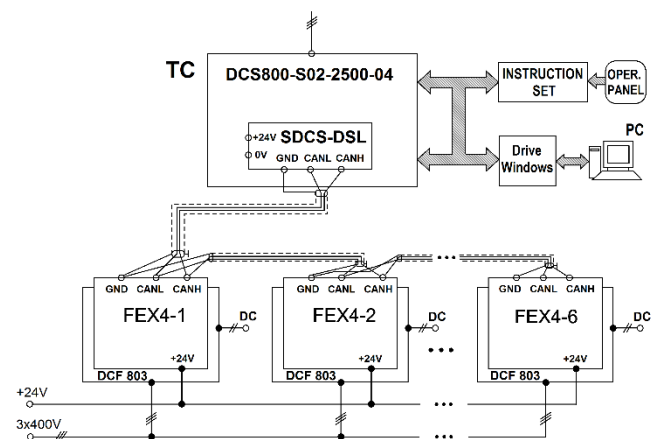 TC
DCS800-S02-2500-04
INSTRUCTION
SET
OPER.
PANEL
+24V
SDCS-DSL
0V
GND CANL CANH
Drive
Windows
PC
GND CANL CANH
FEX4-1
+24V
DCF 803
DC
GND CANL CANH
FEX4-2
+24V
DCF 803
DC
•••
•••
GND CANL CANH
FEX4-6
+24V
DCF 803
DC
+24V
•••
3x400V
•••